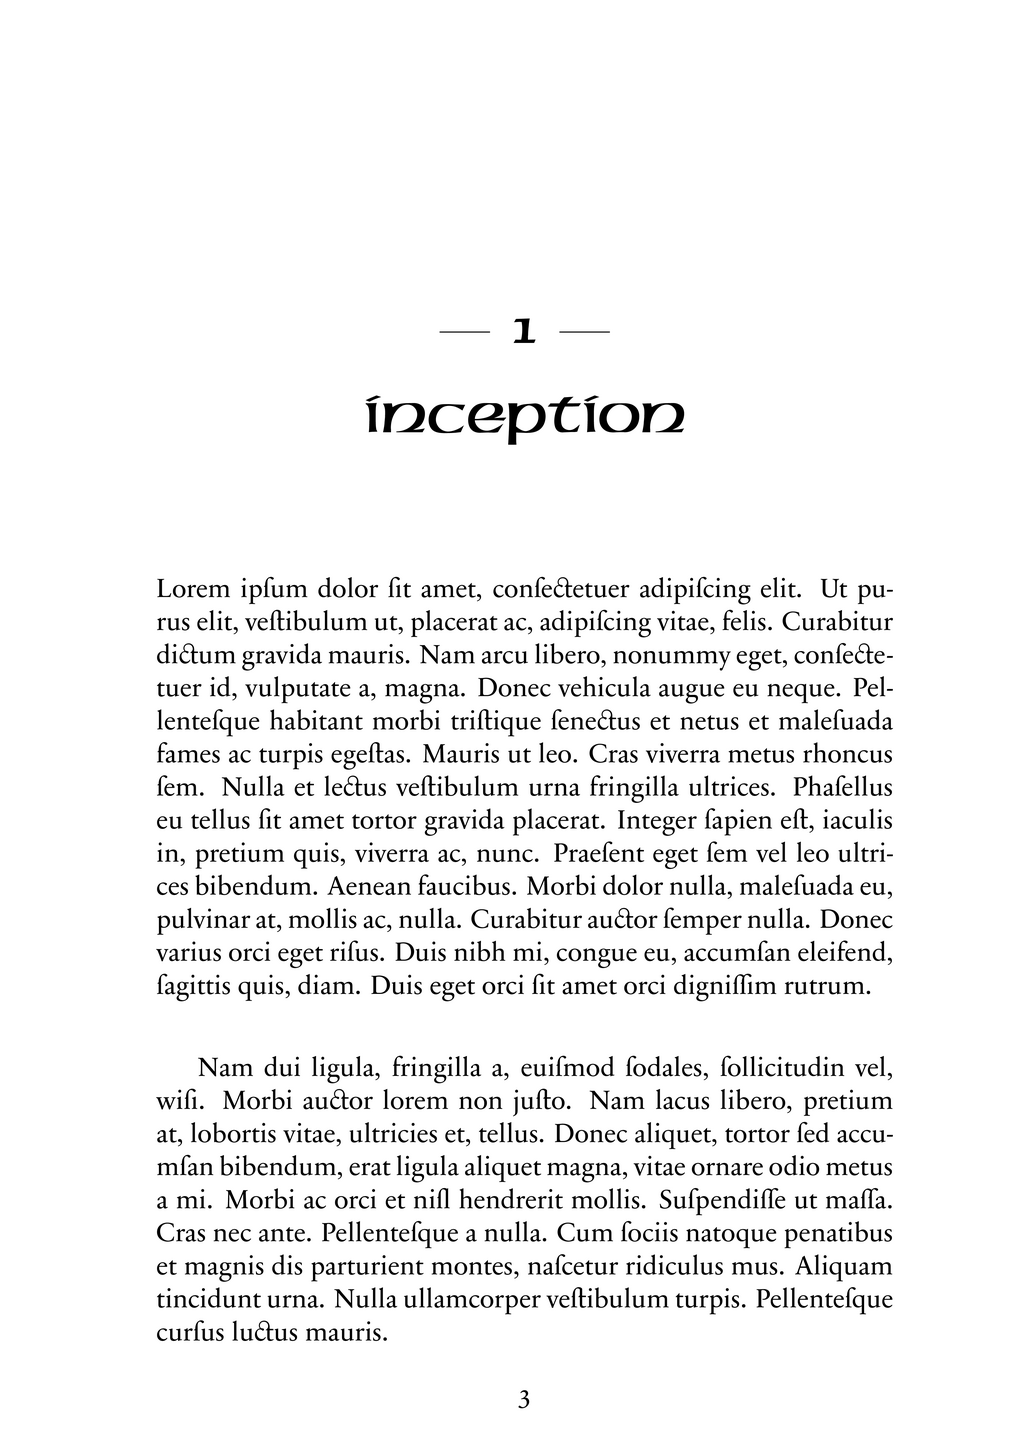 — 1 —
inception
Lorem ipſum dolor ſit amet, conſectetuer adipiſcing elit. Ut pu-
rus elit, veſtibulum ut, placerat ac, adipiſcing vitae, felis. Curabitur
dictum gravida mauris. Nam arcu libero, nonummy eget, conſecte-
tuer id, vulputate a, magna. Donec vehicula augue eu neque. Pel-
lenteſque habitant morbi triſtique ſenectus et netus et maleſuada
fames ac turpis egeſtas. Mauris ut leo. Cras viverra metus rhoncus
ſem. Nulla et lectus veſtibulum urna fringilla ultrices. Phaſellus
eu tellus ſit amet tortor gravida placerat. Integer ſapien eſt, iaculis
in, pretium quis, viverra ac, nunc. Praeſent eget ſem vel leo ultri-
ces bibendum. Aenean faucibus. Morbi dolor nulla, maleſuada eu,
pulvinar at, mollis ac, nulla. Curabitur auctor ſemper nulla. Donec
varius orci eget riſus. Duis nibh mi, congue eu, accumſan eleifend,
ſagittis quis, diam. Duis eget orci ſit amet orci digniſſim rutrum.
Nam dui ligula, fringilla a, euiſmod ſodales, ſollicitudin vel,
wiſi. Morbi auctor lorem non juſto. Nam lacus libero, pretium
at, lobortis vitae, ultricies et, tellus. Donec aliquet, tortor ſed accu-
mſan bibendum, erat ligula aliquet magna, vitae ornare odio metus
a mi. Morbi ac orci et niſl hendrerit mollis. Suſpendiſſe ut maſſa.
Cras nec ante. Pellenteſque a nulla. Cum ſociis natoque penatibus
et magnis dis parturient montes, naſcetur ridiculus mus. Aliquam
tincidunt urna. Nulla ullamcorper veſtibulum turpis. Pellenteſque
curſus luctus mauris.
3